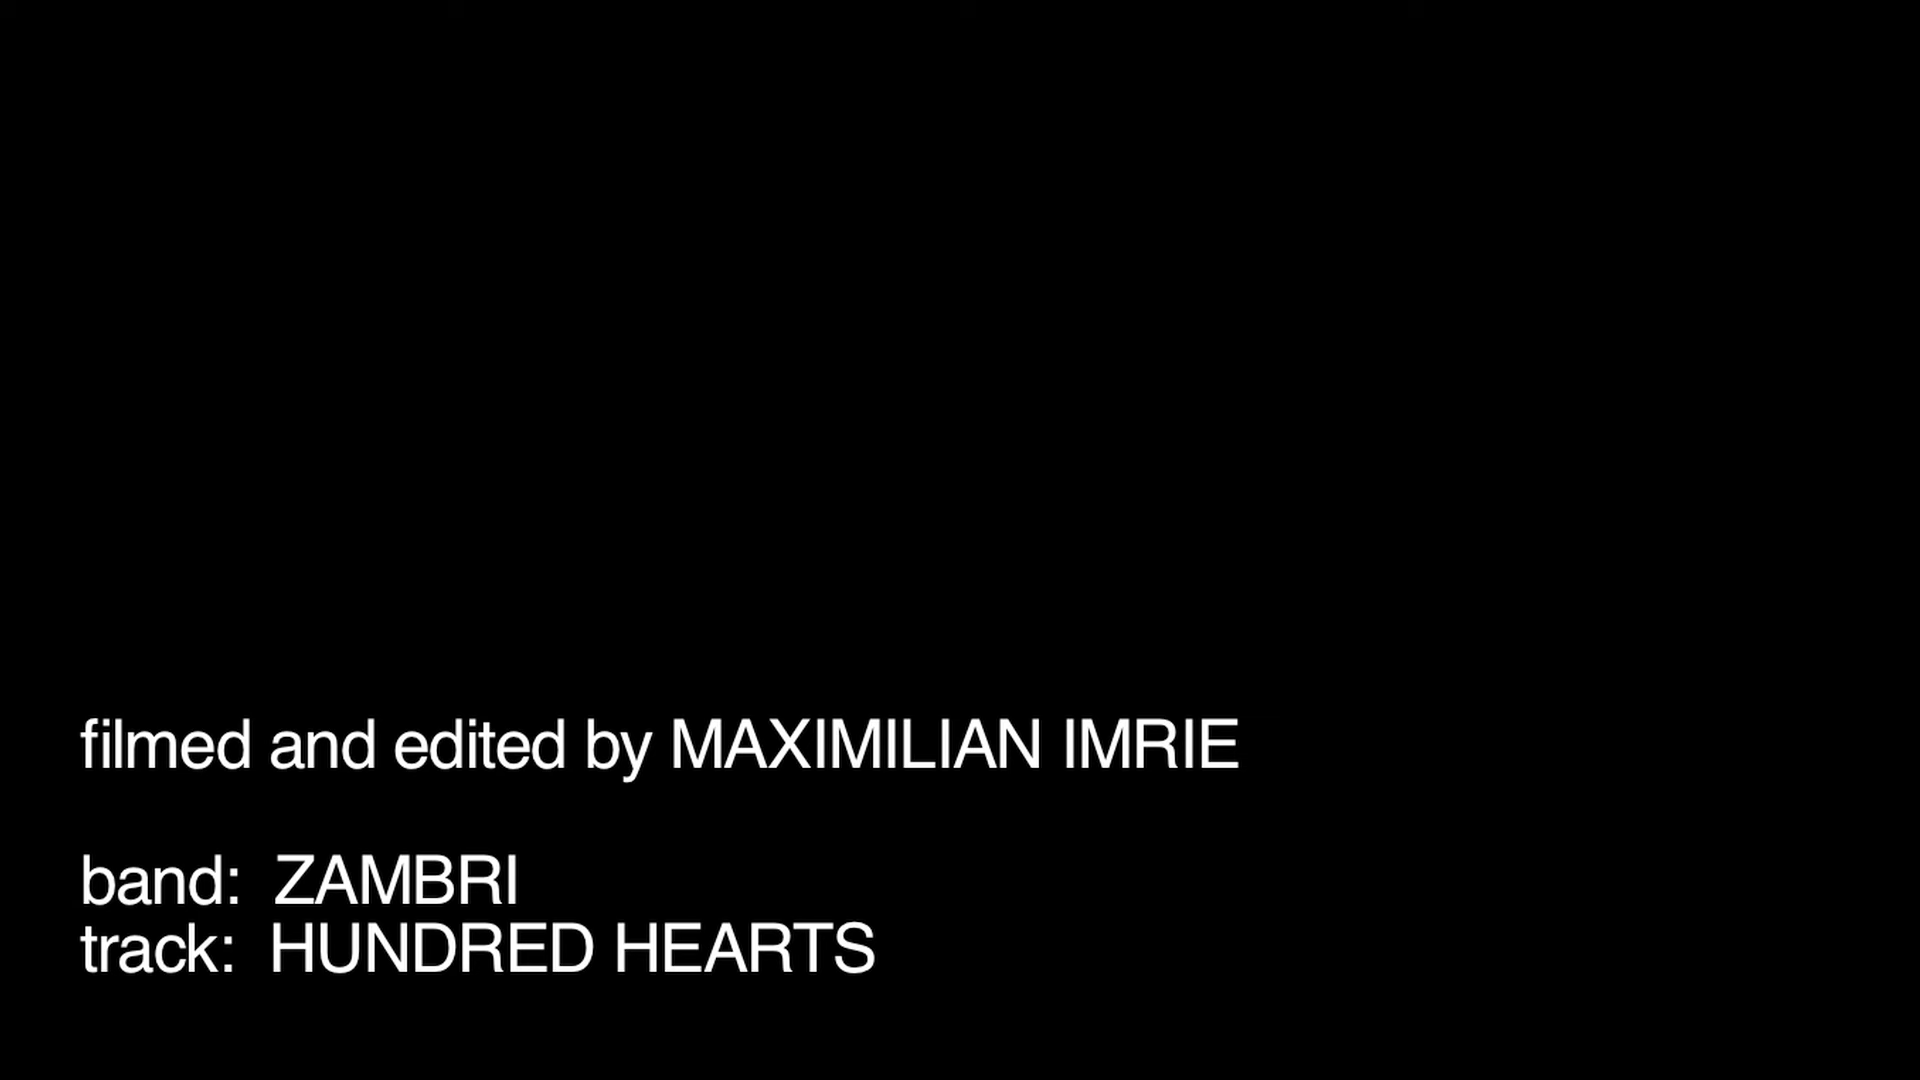 filmed and edited by MAXIMILIAN IMRIE
band: ZAMBRI
track: HUNDRED HEARTS